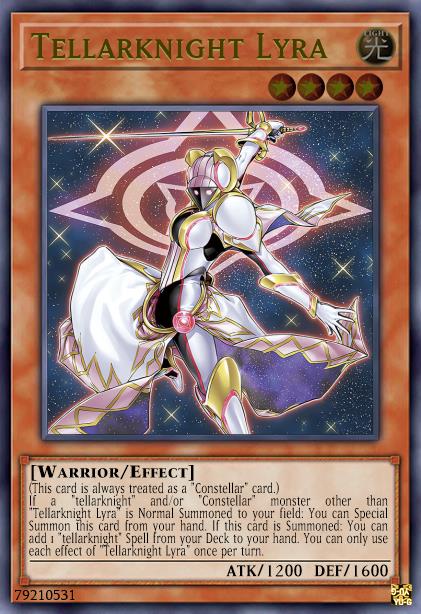 TELLARKNIGHT LYRA
LIGHT
光
[WARRIOR/EFFECT]
(This card is always treated as a "Constellar" card.)
If a "tellarknight" and/or "Constellar" monster other than
"Tellarknight Lyra" is Normal Summoned to your field: You can Special
Summon this card from your hand. If this card is Summoned: You can
add 1 "tellarknight" Spell from your Deck to your hand. You can only use
each effect of "Tellarknight Lyra" once per turn.
ATK/1200 DEF/1600
79210531